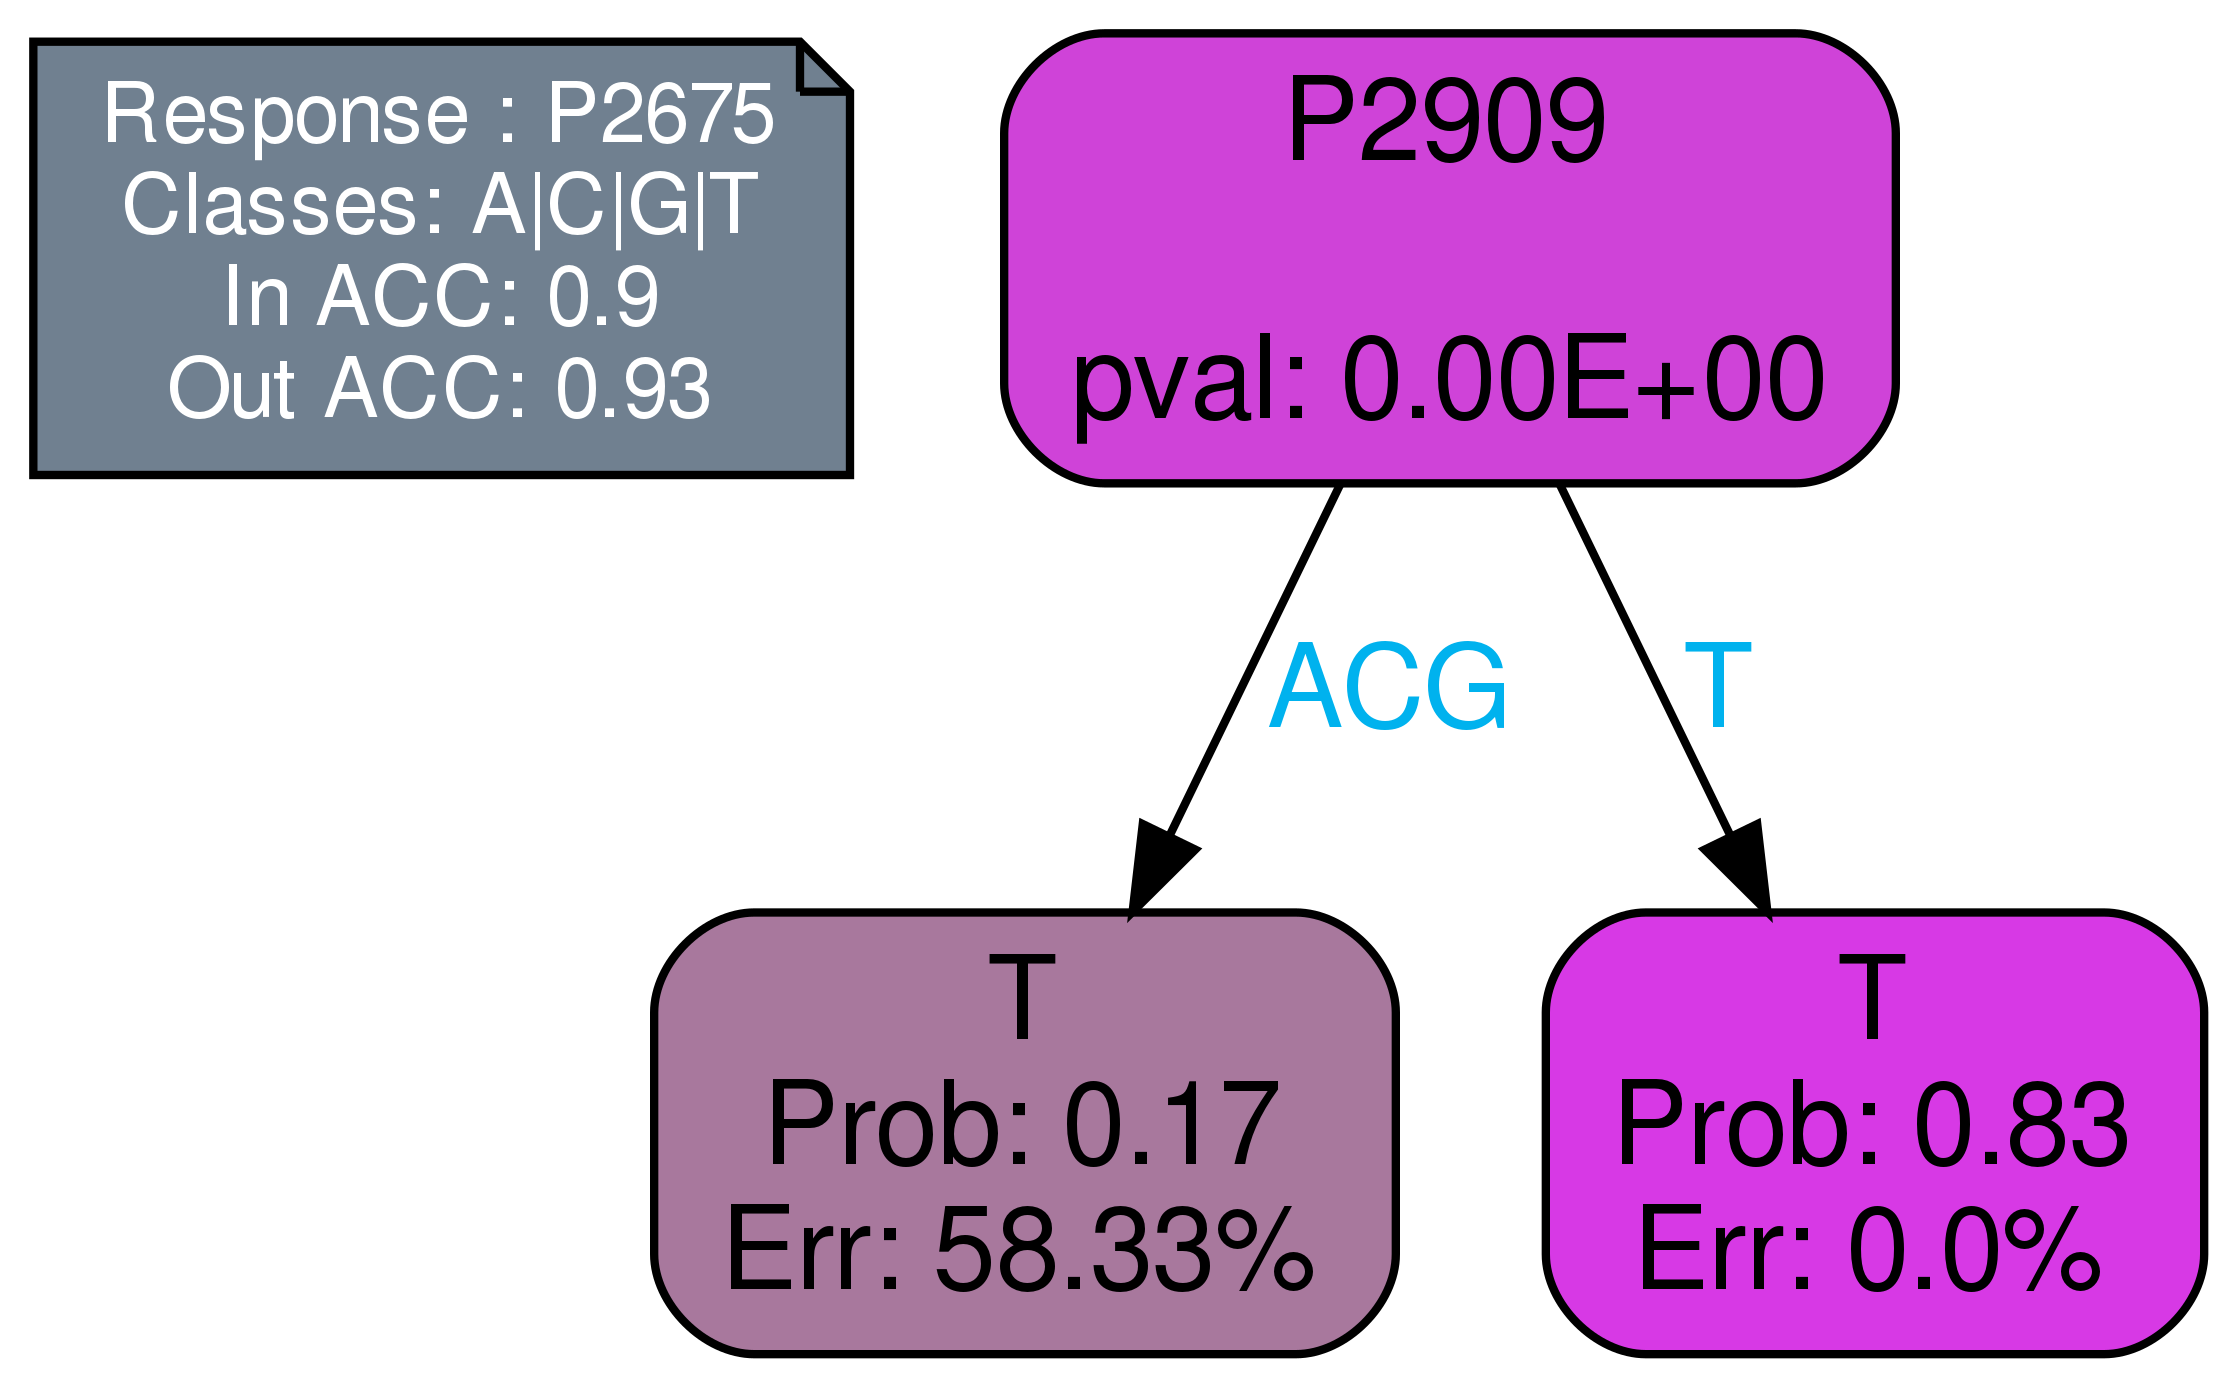 Response : P2675
Classes: A|C|G|T
In ACC: 0.9
Out ACC: 0.93
P2909
pval: 0.00E+00
ACG
T
T
Prob: 0.17
Err: 58.33%
T
Prob: 0.83
Err: 0.0%